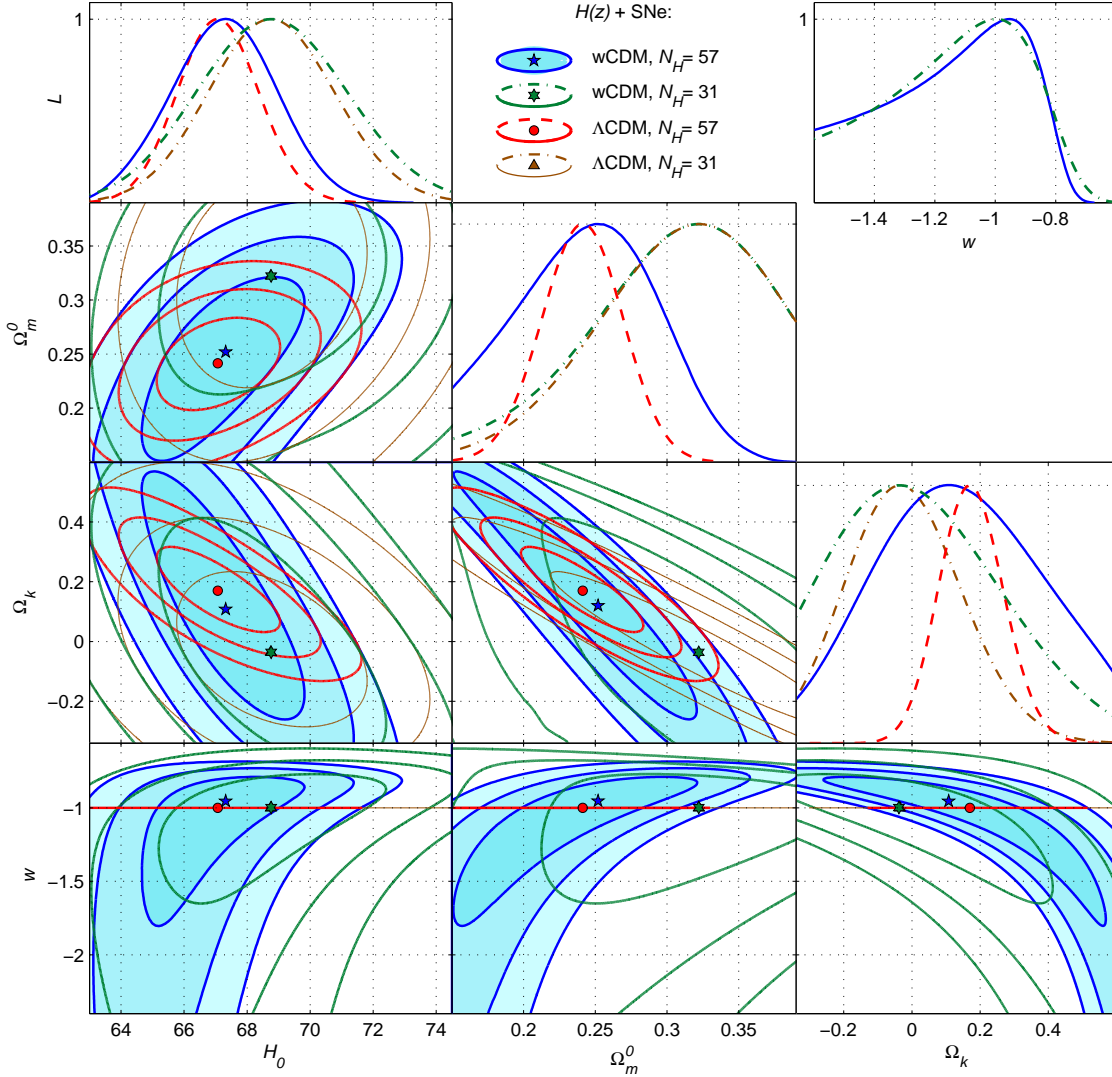 H(z) + SNe:
wCDM, N_H= 57
wCDM, N_H= 31
ΛCDM, N_H= 57
ΛCDM, N_H= 31
1
L
1
−1.4 −1.2 −1 −0.8
w
0.35
0.3
0.25
0.2
Ω_m^0
0.4
0.2
0
−0.2
Ω_k
−1
−1.5
−2
w
64 66 68 70 72 74
H_0
0.2 0.25 0.3 0.35
Ω_m^0
−0.2 0 0.2 0.4
Ω_k